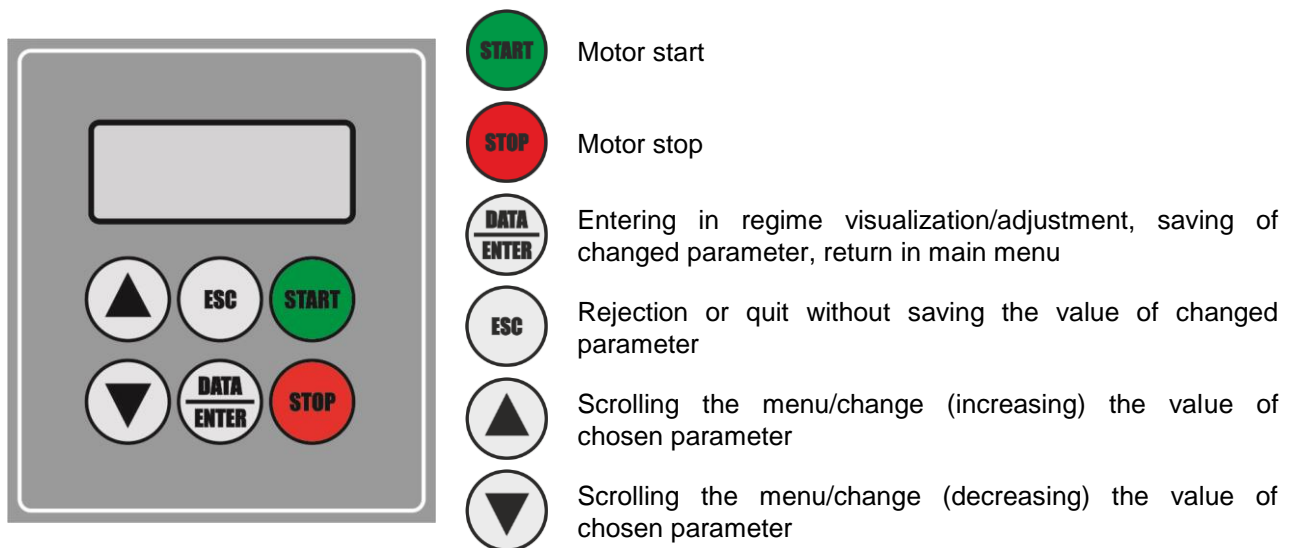 START
Motor start
STOP
Motor stop
DATA
ENTER
Entering in regime visualization/adjustment, saving of
changed parameter, return in main menu
ESC
Rejection or quit without saving the value of changed
parameter
Scrolling the menu/change (increasing) the value of
chosen parameter
Scrolling the menu/change (decreasing) the value of
chosen parameter
ESC
START
DATA
ENTER
STOP